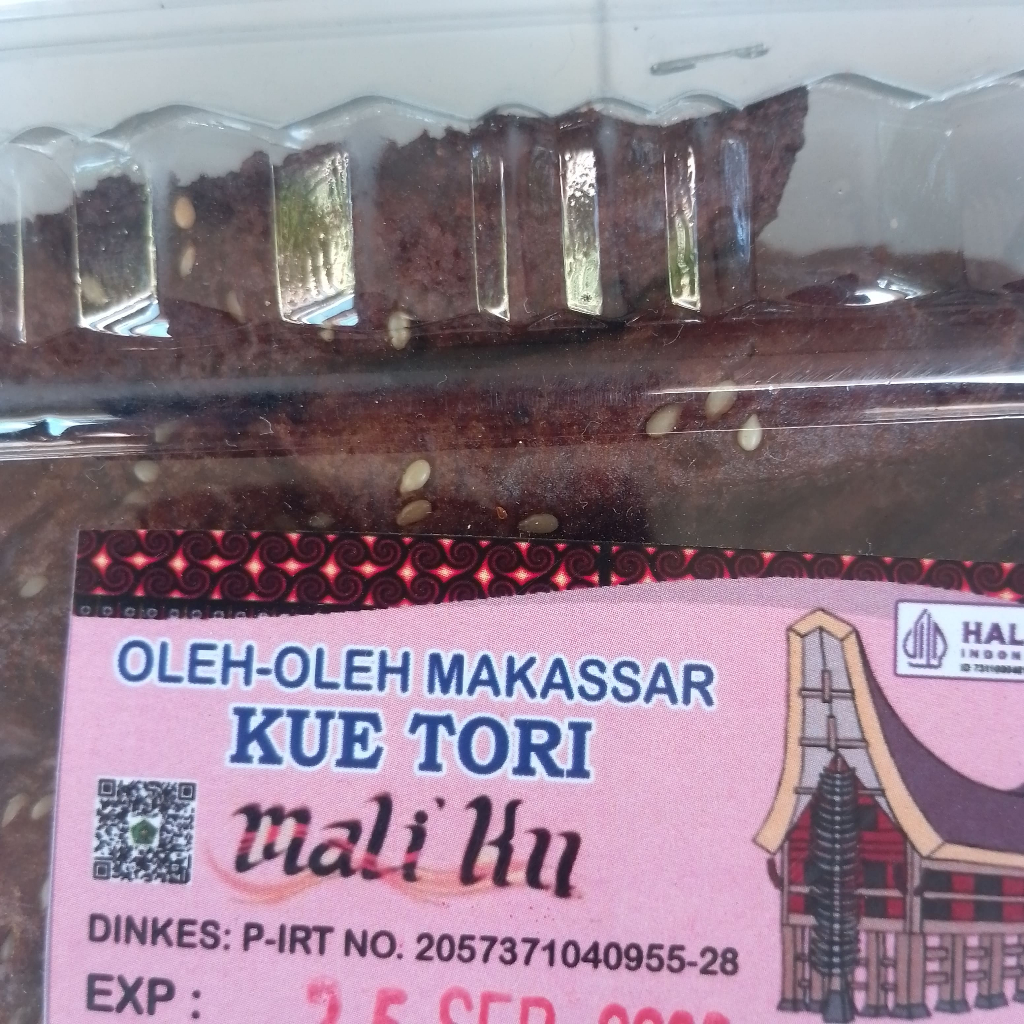 OLEH-OLEH MAKASSAR
KUE TORI
mali' Ku
DINKES: P-IRT NO. 2057371040955-28
EXP :